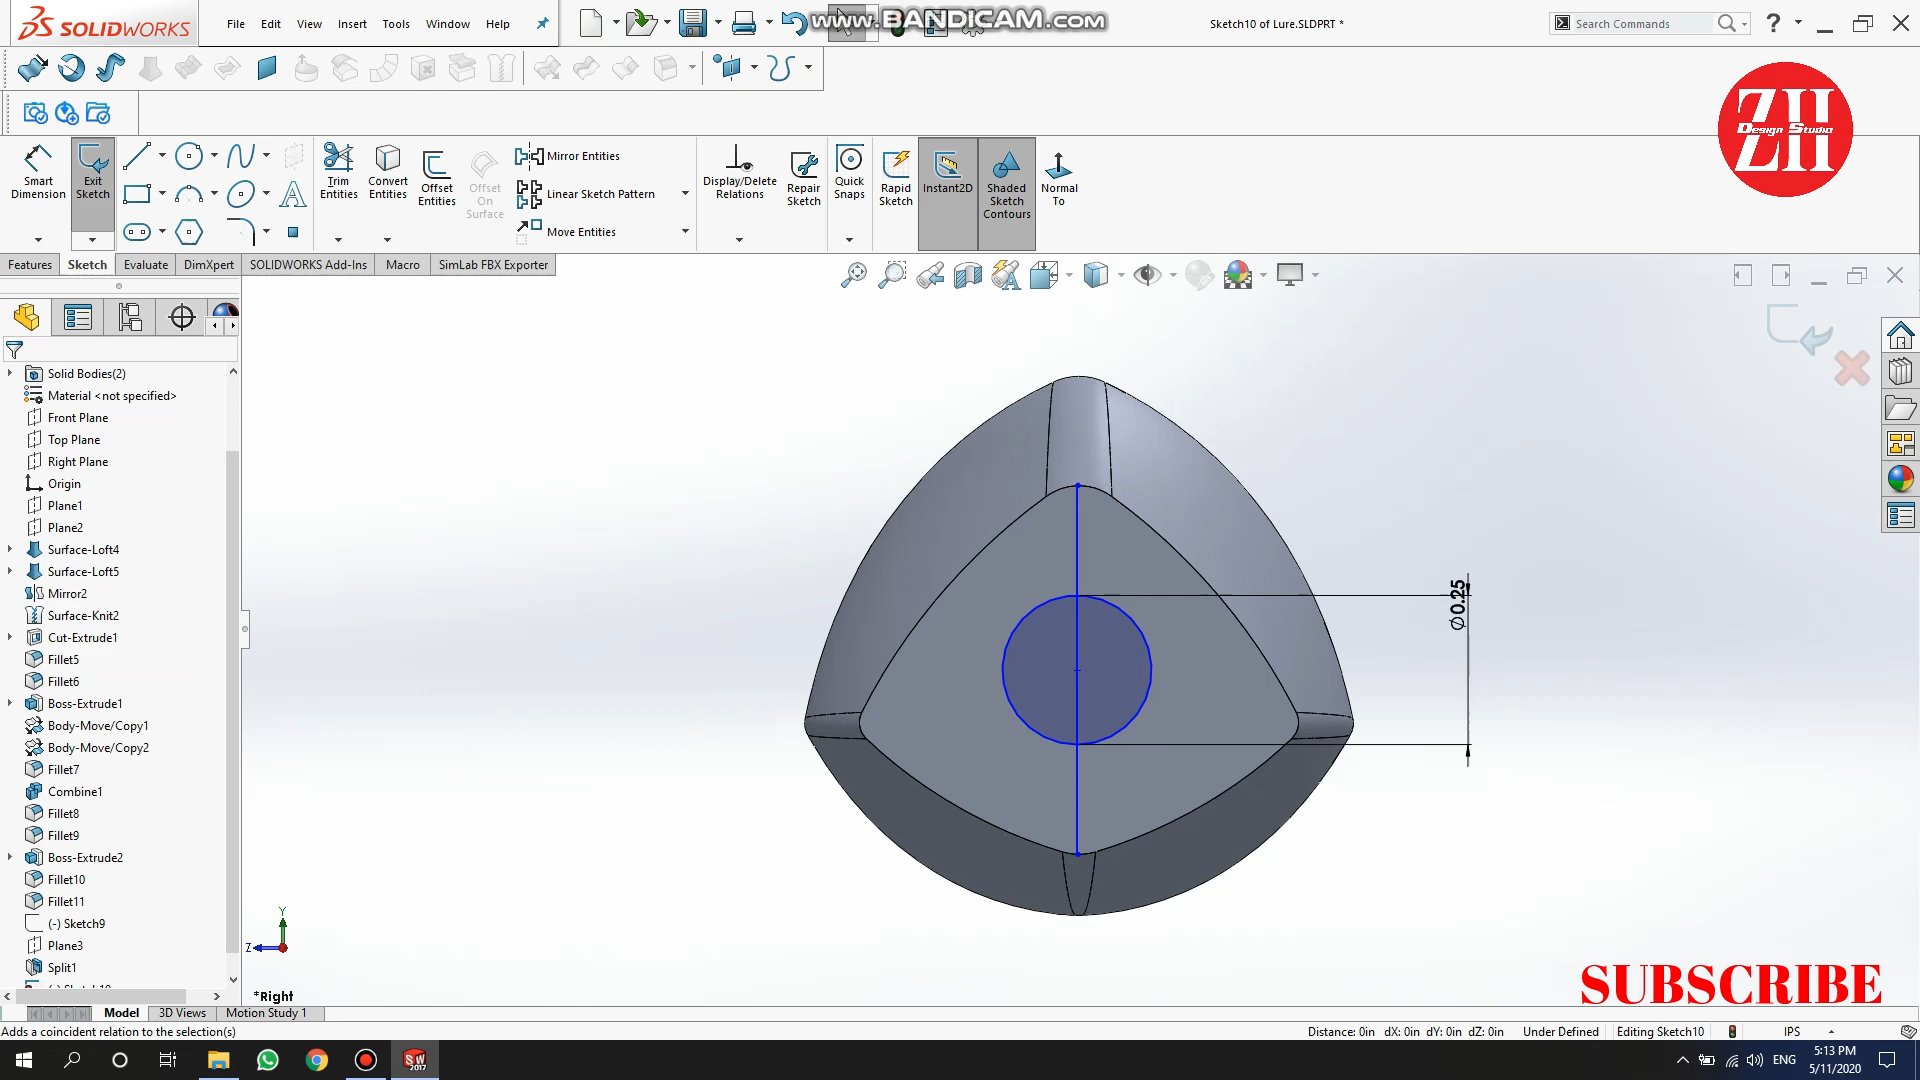 SOLIDWORKS
File
Edit
View
Insert
Tools
Window
Help
www.BANDICAM.com
Sketch10 of Lure.SLDPRT *
Search Commands
?
ZH
Design Studio
Smart
Dimension
Exit
Sketch
Trim
Entities
Convert
Entities
Offset
Entities
Offset
On
Surface
Mirror Entities
Linear Sketch Pattern
Move Entities
Display/Delete
Relations
Repair
Sketch
Quick
Snaps
Rapid
Sketch
Instant2D
Shaded
Sketch
Contours
Normal
To
Features
Sketch
Evaluate
DimXpert
SOLIDWORKS Add-Ins
Macro
SimLab FBX Exporter
Solid Bodies(2)
Material <not specified>
Front Plane
Top Plane
Right Plane
Origin
Plane1
Plane2
Surface-Loft4
Surface-Loft5
Mirror2
Surface-Knit2
Cut-Extrude1
Fillet5
Fillet6
Boss-Extrude1
Body-Move/Copy1
Body-Move/Copy2
Fillet7
Combine1
Fillet8
Fillet9
Boss-Extrude2
Fillet10
Fillet11
(-) Sketch9
Plane3
Split1
Ø0.25
Y
Z
*Right
SUBSCRIBE
Model
3D Views
Motion Study 1
Adds a coincident relation to the selection(s)
Distance: 0in dX: 0in dY: 0in dZ: 0in
Under Defined
Editing Sketch10
IPS
SW
2017
ENG
5:13 PM
5/11/2020